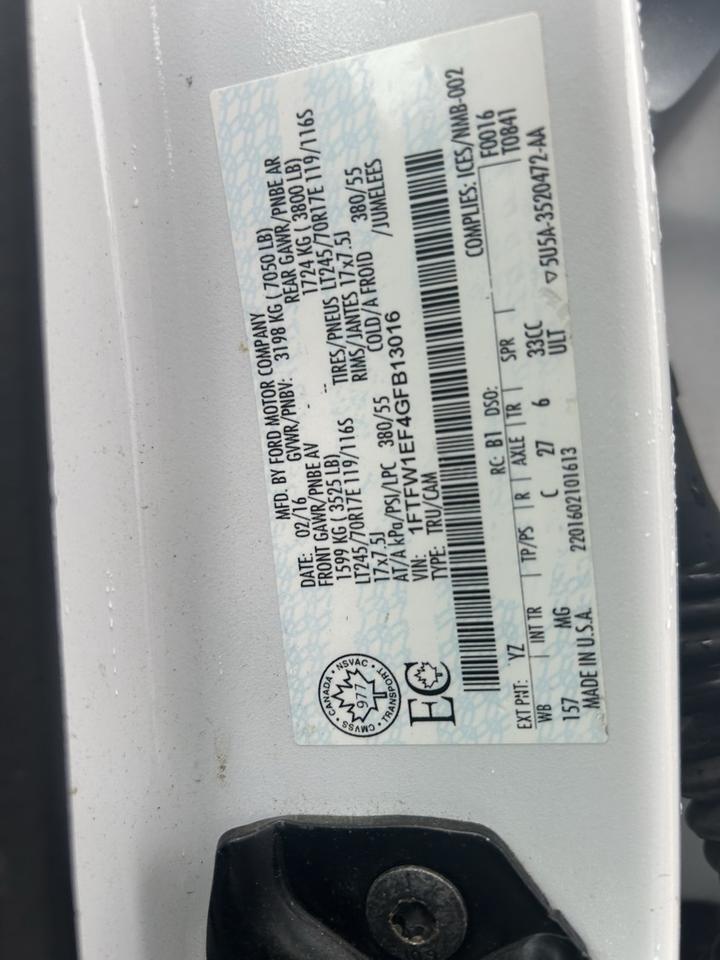 MFD. BY FORD MOTOR COMPANY
DATE: 02/16 GVWR/PNBV: 3198 KG ( 7050 LB)
FRONT GAWR/PNBE AV REAR GAWR/PNBE AR
1599 KG ( 3525 LB) 1724 KG ( 3800 LB)
LT245/70R17E 119/116S TIRES/PNEUS LT245/70R17E 119/116S
17x7.5J RIMS/JANTES 17x7.5J
AT/A kPa/PSI/LPC 380/55 COLD/A FROID 380/55
/JUMELEES
VIN: 1FTFW1EF4GFB13016
TYPE: TRU/CAM
CANADA • NSVAC • TRANSPORT • CMVSS
977
EC
COMPLIES: ICES/NMB-002
F0016
T0841
RC: B1 DSO:
EXT PNT: YZ
WB INT TR TP/PS R AXLE TR SPR
157 MG C 27 6 33CC
ULT
MADE IN U.S.A. 2201602101613 ▽5U5A-3520472-AA